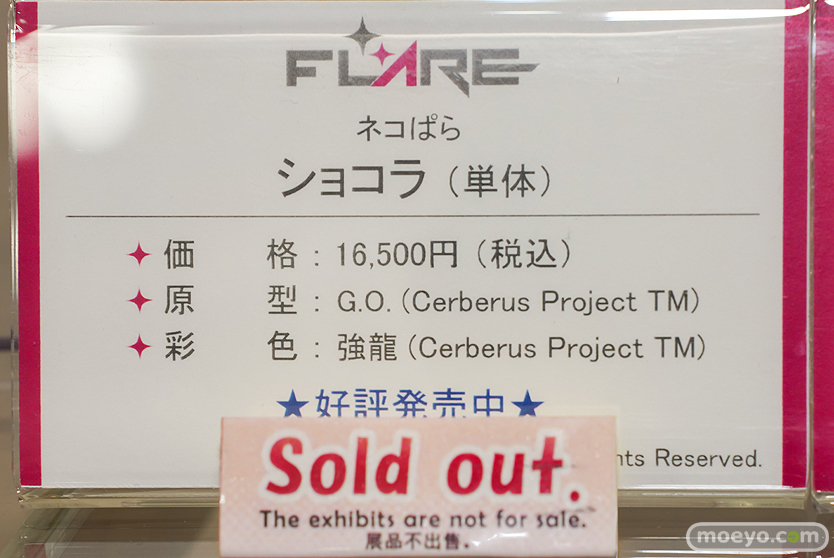 FLARE
ネコぱら
ショコラ（単体）
✦ 価　　格：16,500円（税込）
✦ 原　　型：G.O. (Cerberus Project TM)
✦ 彩　　色：強龍 (Cerberus Project TM)
★好評発売中★
Reserved.
Sold out.
The exhibits are not for sale.
展品不出售.
moeyo.com